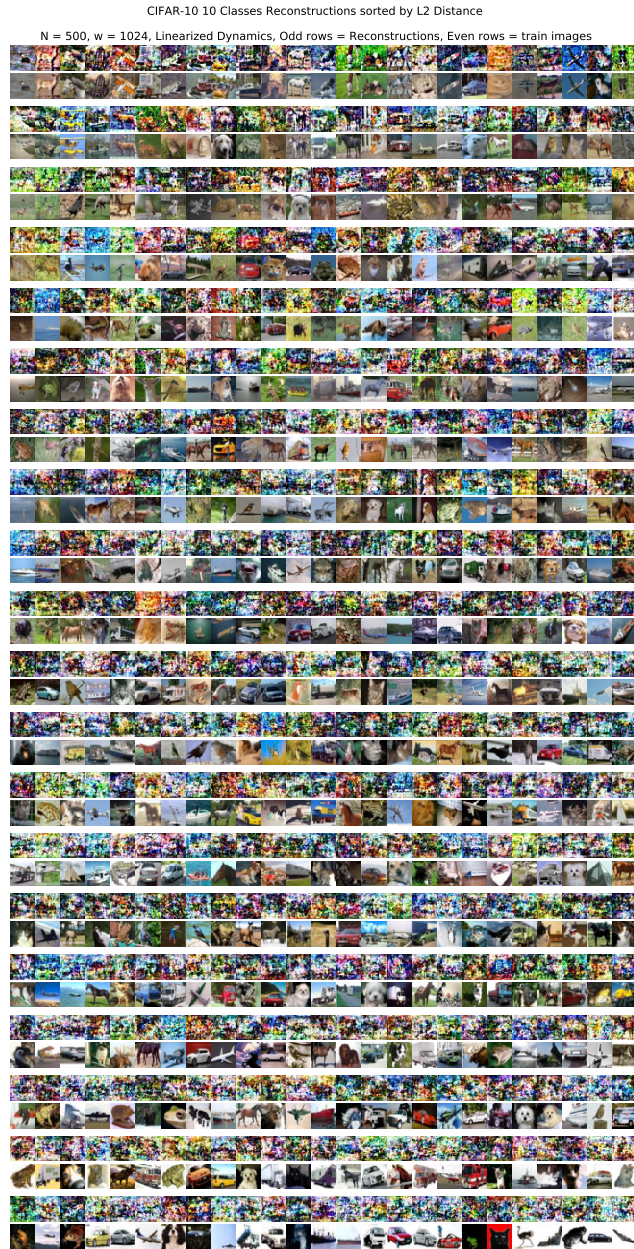 CIFAR-10 10 Classes Reconstructions sorted by L2 Distance
N = 500, w = 1024, Linearized Dynamics, Odd rows = Reconstructions, Even rows = train images